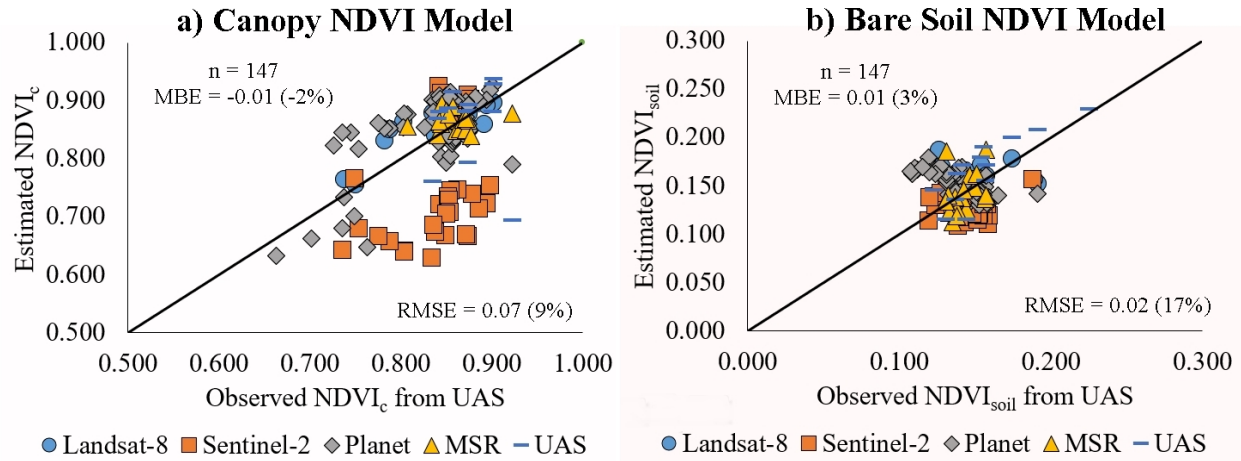 a) Canopy NDVI Model
1.000
0.900
0.800
0.700
0.600
0.500
Estimated NDVIc
n = 147
MBE = -0.01 (-2%)
RMSE = 0.07 (9%)
0.500 0.600 0.700 0.800 0.900 1.000
Observed NDVIc from UAS
Landsat-8 Sentinel-2 Planet MSR UAS
b) Bare Soil NDVI Model
0.300
0.250
0.200
0.150
0.100
0.050
0.000
Estimated NDVIsoil
n = 147
MBE = 0.01 (3%)
RMSE = 0.02 (17%)
0.000 0.100 0.200 0.300
Observed NDVIsoil from UAS
Landsat-8 Sentinel-2 Planet MSR UAS